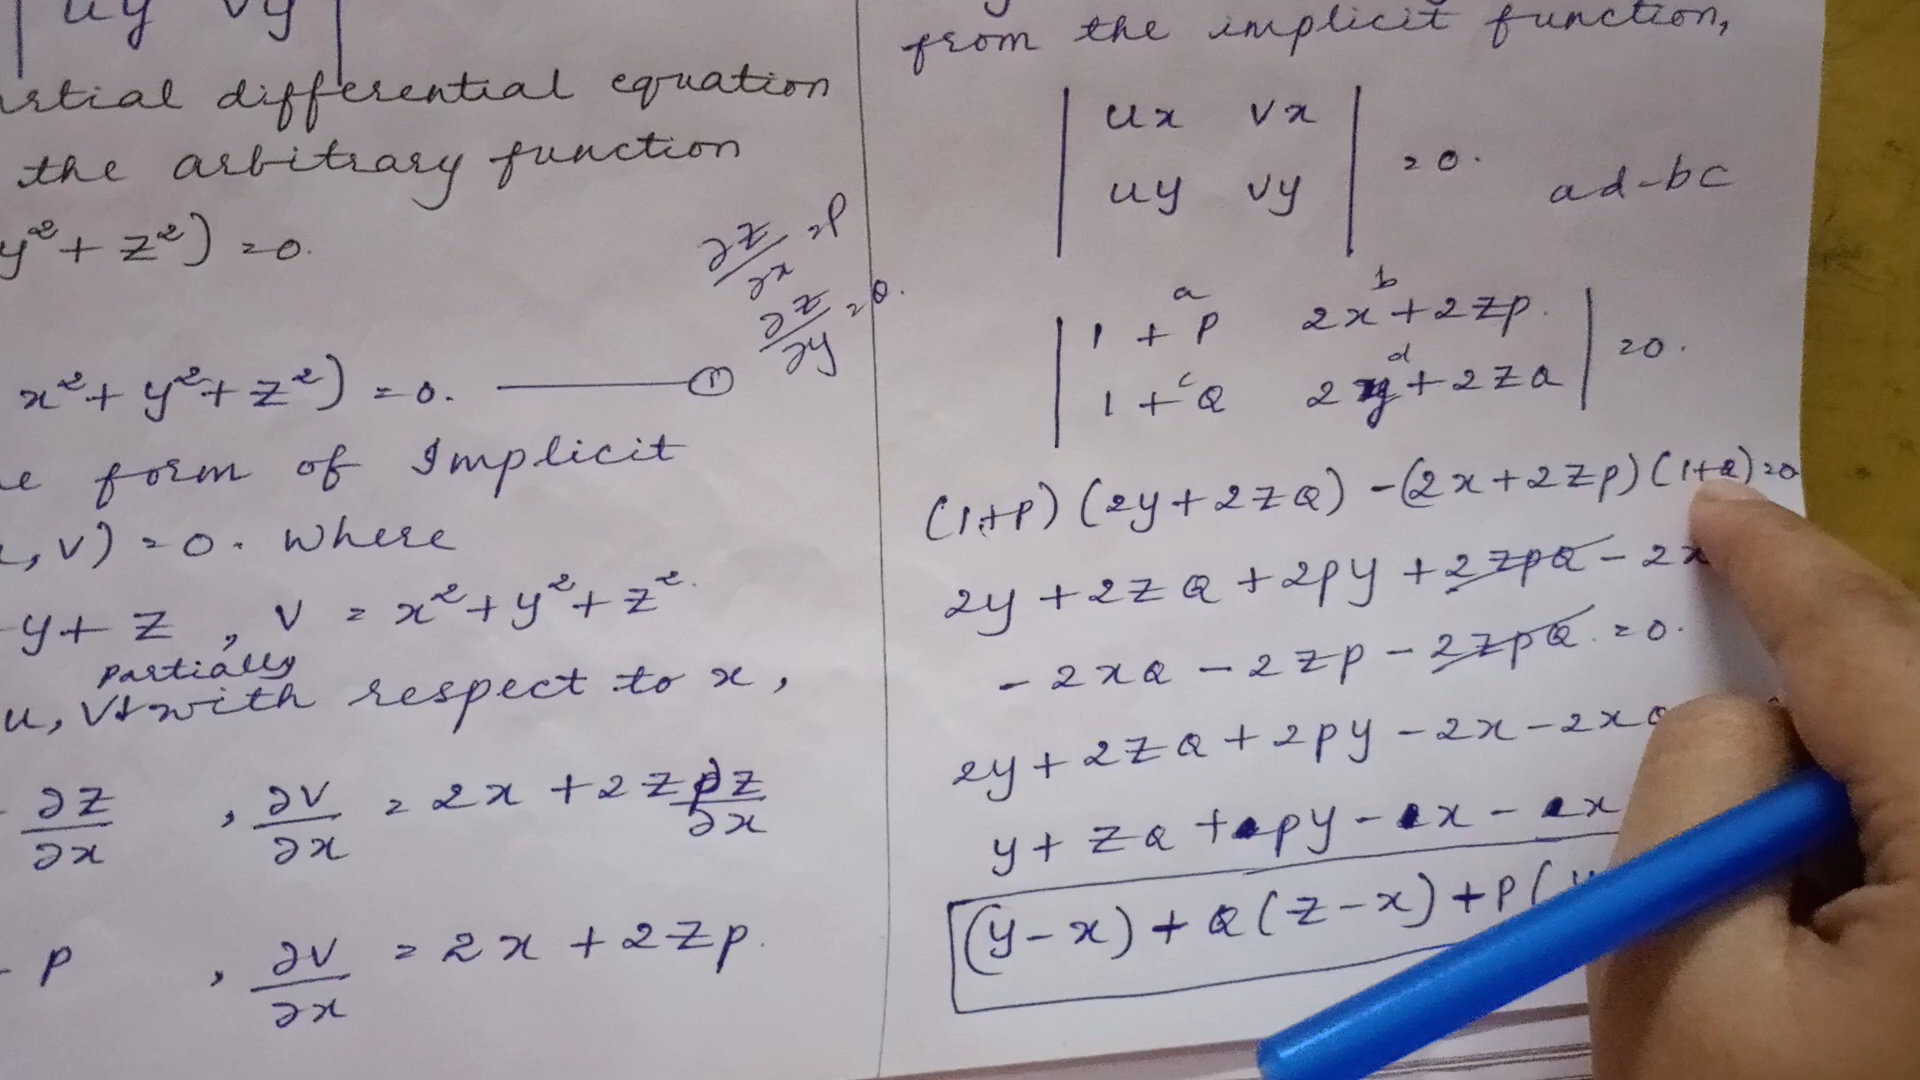 uy vy
partial differential equation
the arbitrary function
y² + z²) = 0.
∂z/∂x = P
∂z/∂y = Q.
x² + y² + z²) = 0. ——— ①
form of Implicit
, v) = 0. where
y + z , v = x² + y² + z².
partially
u, v with respect to x,
∂z/∂x , ∂v/∂x = 2x + 2z ∂z/∂x
P , ∂v/∂x = 2x + 2zp.
from the implicit function,
| ux vx |
| uy vy | = 0. ad-bc
a b
| 1 + P 2x + 2zp. |
c d
| 1 + Q 2y + 2zQ | = 0.
(1+P) (2y + 2zQ) - (2x + 2zp) (1+Q) = 0
2y + 2zQ + 2py + 2zpQ - 2x
- 2xQ - 2zp - 2zpQ = 0.
2y + 2zQ + 2py - 2x - 2xQ
y + zQ + py - x - x
(y - x) + Q (z - x) + P (